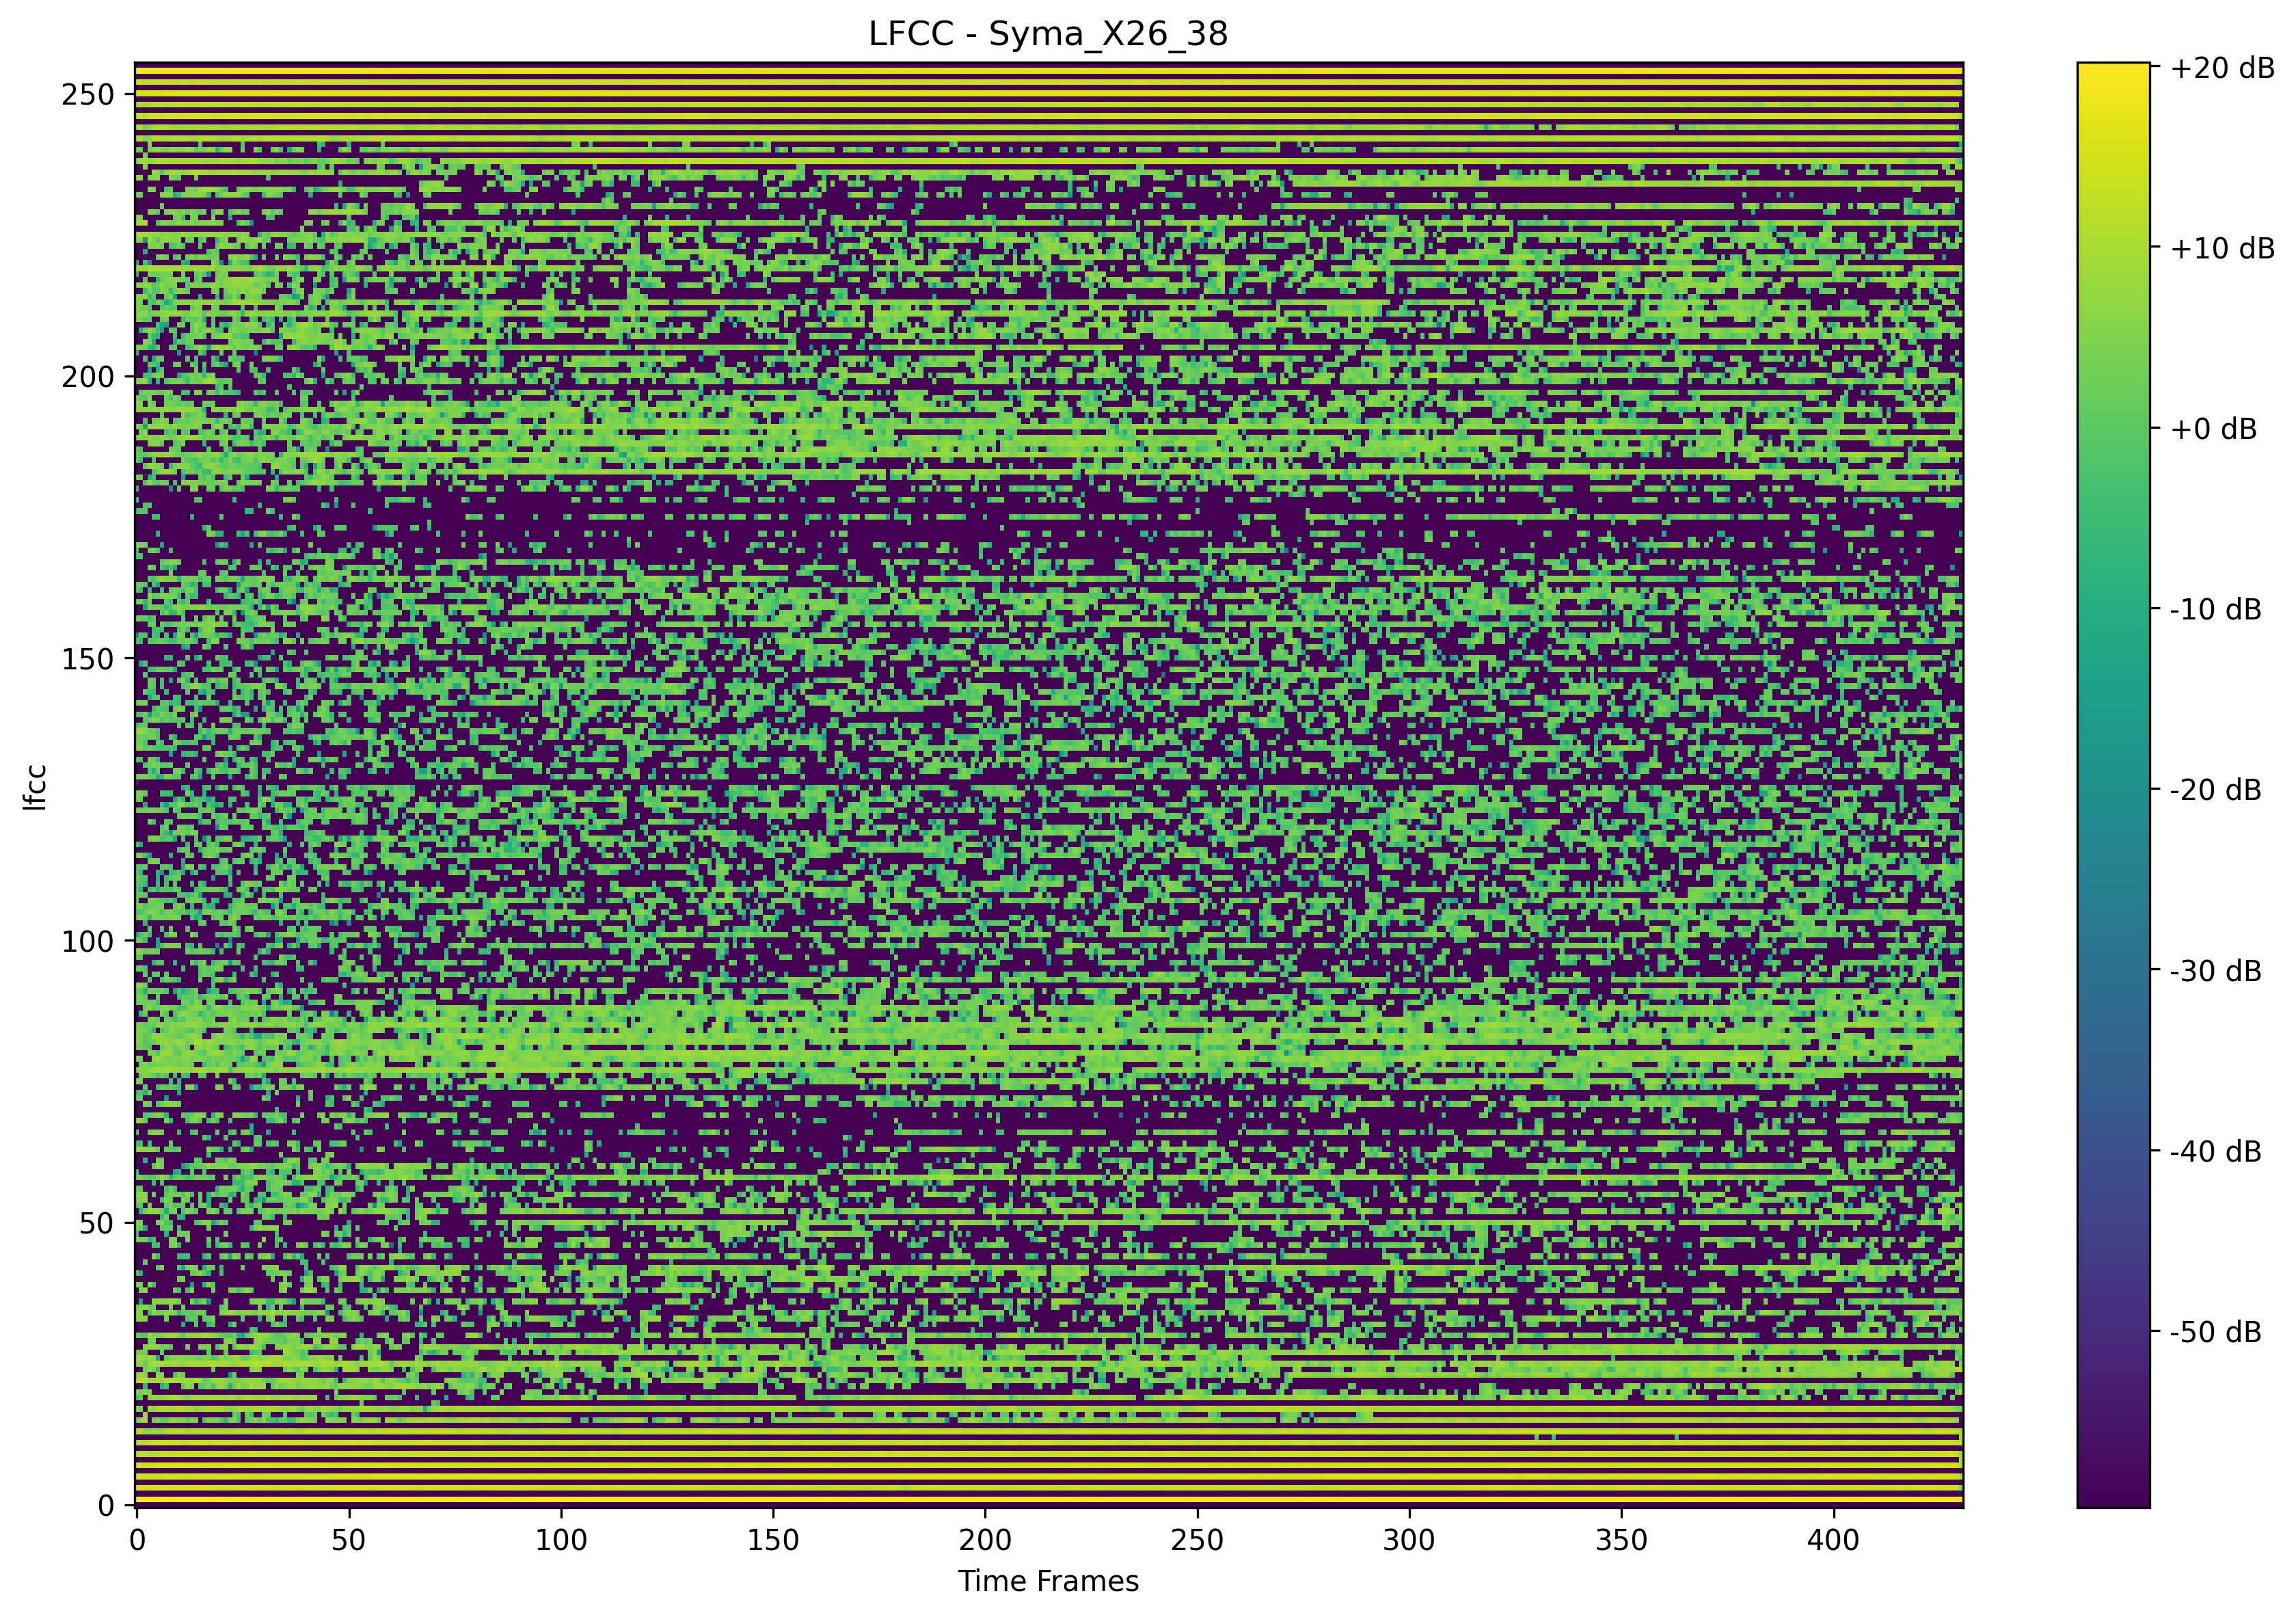 LFCC - Syma_X26_38
lfcc
250
200
150
100
50
0
0 50 100 150 200 250 300 350 400
Time Frames
+20 dB
+10 dB
+0 dB
-10 dB
-20 dB
-30 dB
-40 dB
-50 dB